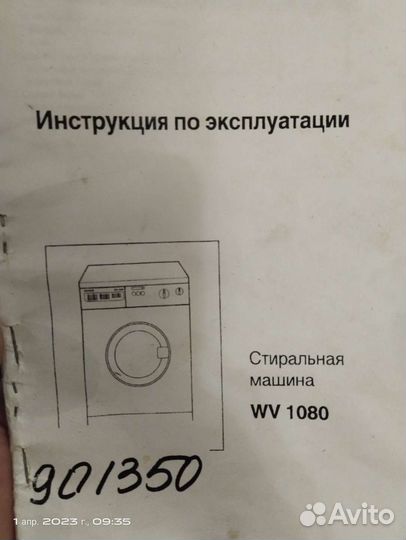 Инструкция по эксплуатации
Стиральная
машина
WV 1080
901350
1 апр. 2023 г., 09:35
Avito